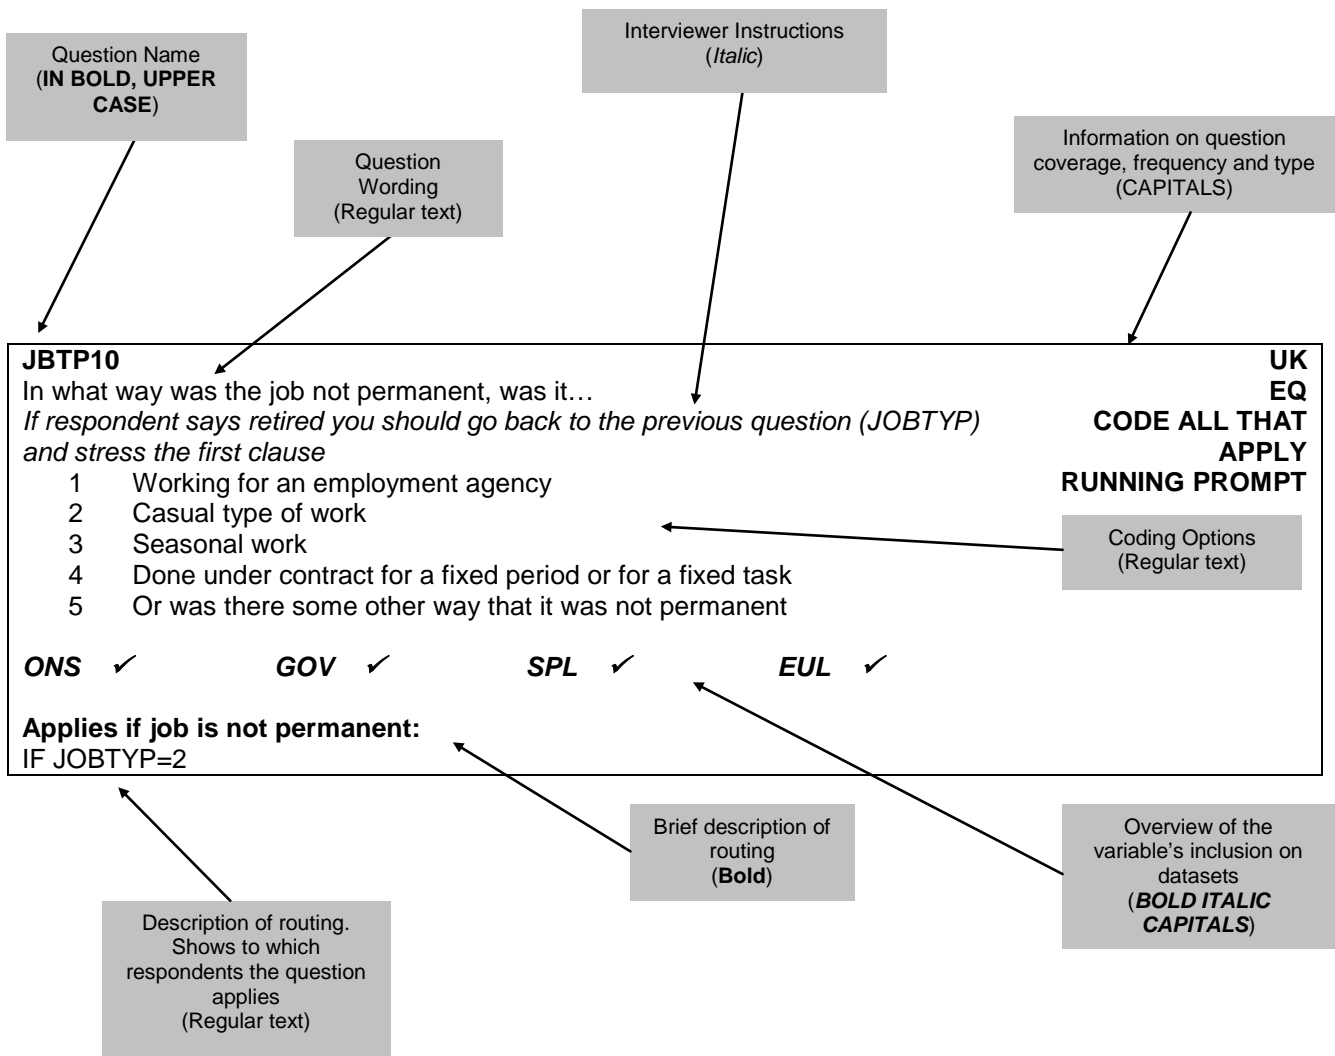 Interviewer Instructions
(Italic)
Question Name
(IN BOLD, UPPER
CASE)
Information on question
coverage, frequency and type
(CAPITALS)
Question
Wording
(Regular text)
JBTP10
UK
In what way was the job not permanent, was it…
EQ
If respondent says retired you should go back to the previous question (JOBTYP)
CODE ALL THAT
and stress the first clause
APPLY
1 Working for an employment agency
RUNNING PROMPT
2 Casual type of work
3 Seasonal work
4 Done under contract for a fixed period or for a fixed task
5 Or was there some other way that it was not permanent
Coding Options
(Regular text)
ONS ✓ GOV ✓ SPL ✓ EUL ✓
Applies if job is not permanent:
IF JOBTYP=2
Brief description of
routing
(Bold)
Overview of the
variable's inclusion on
datasets
(BOLD ITALIC
CAPITALS)
Description of routing.
Shows to which
respondents the question
applies
(Regular text)